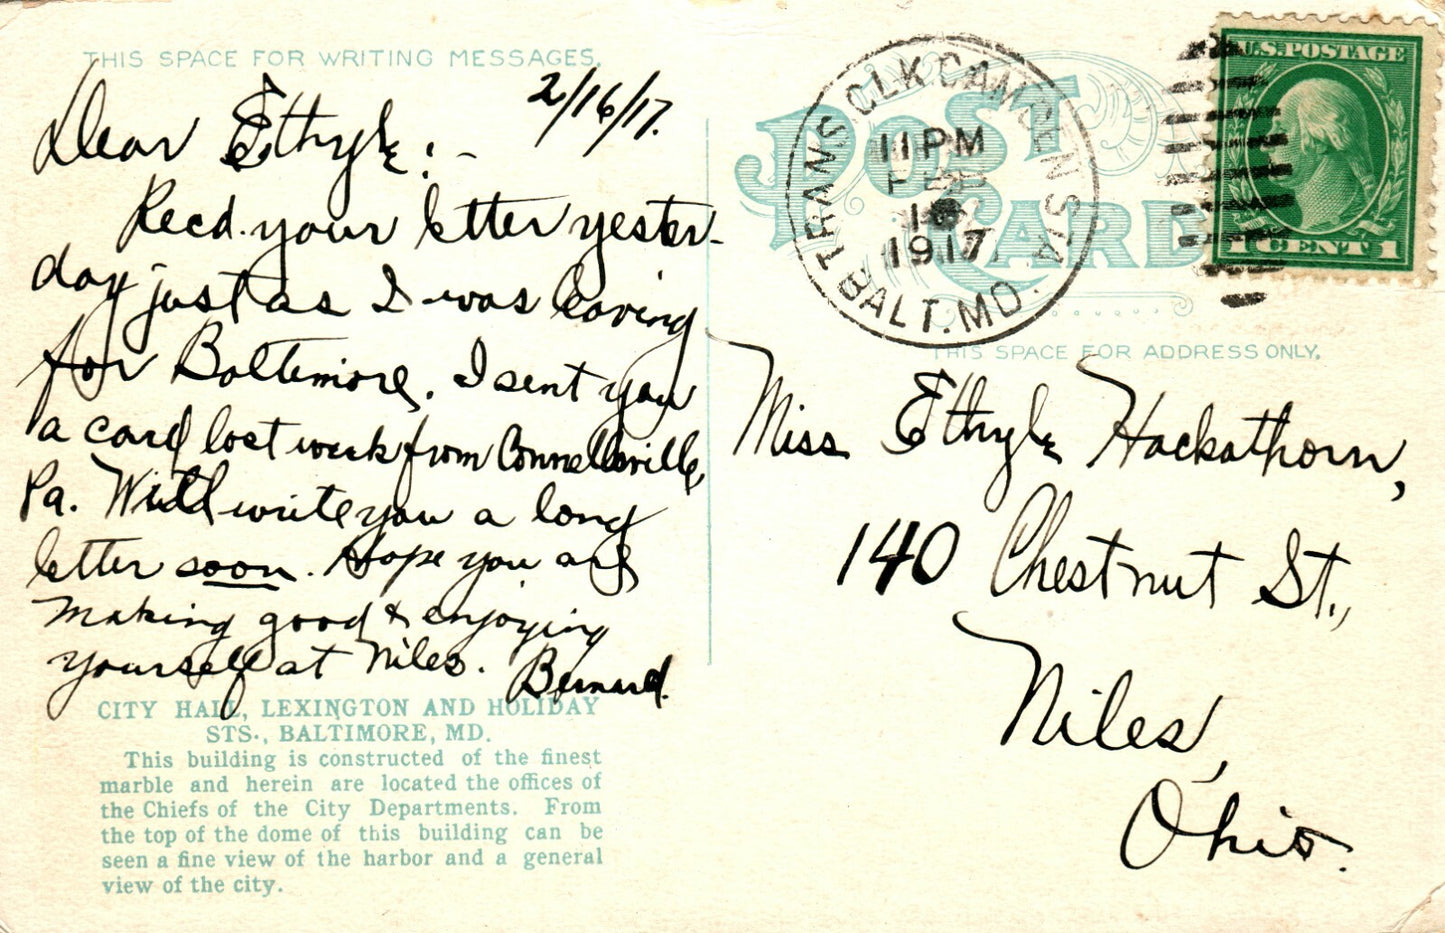 THIS SPACE FOR WRITING MESSAGES.
2/16/17.
Dear Ethyle:-
Recd. your letter yester-
day just as I was leaving
for Baltimore. I sent you
a card last week from Connellsville,
Pa. Will write you a long
letter soon. Hope you are
making good & enjoying
yourself at Niles.
Bernard.
CITY HALL, LEXINGTON AND HOLIDAY
STS., BALTIMORE, MD.
This building is constructed of the finest
marble and herein are located the offices of
the Chiefs of the City Departments. From
the top of the dome of this building can be
seen a fine view of the harbor and a general
view of the city.
POST
CARD
TRANS CLK CAMDEN STA
11 PM
FEB
16
1917
BALT. MD.
U.S. POSTAGE
1 CENT 1
THIS SPACE FOR ADDRESS ONLY.
Miss Ethyle Hackathorn,
140 Chestnut St.,
Niles,
Ohio.